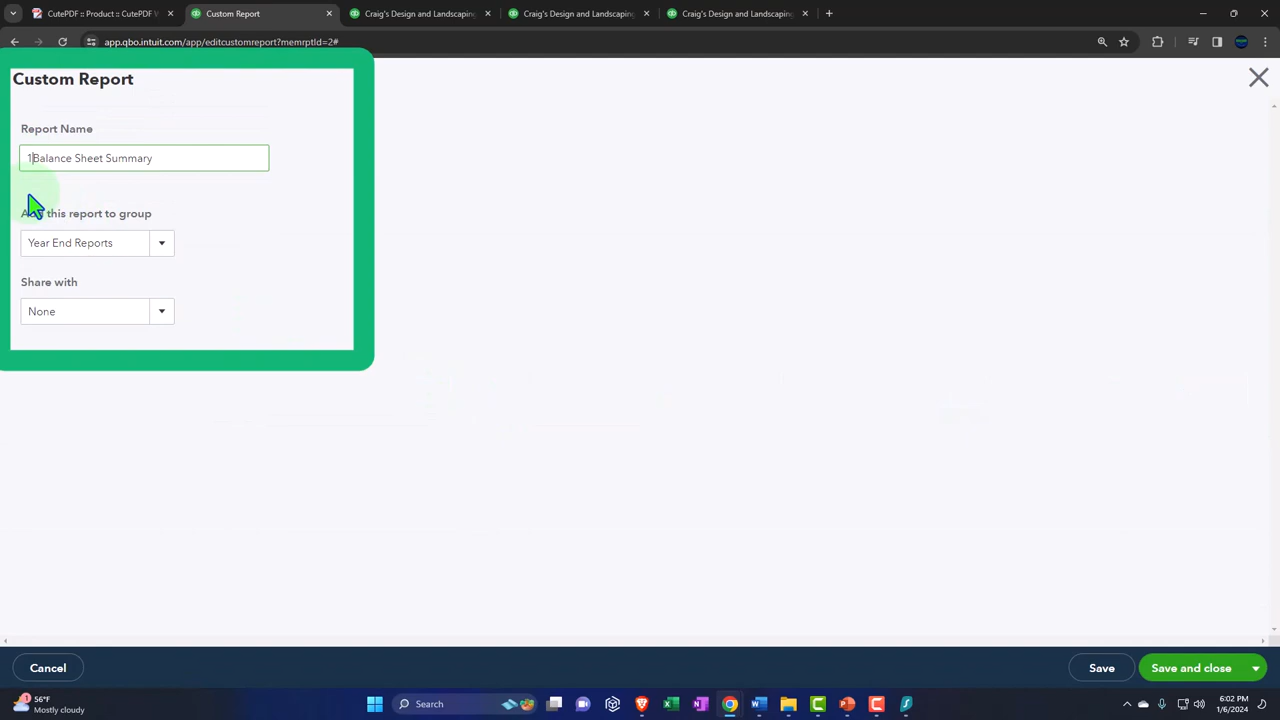 CutePDF :: Product :: CutePDF W
Custom Report
Craig's Design and Landscaping
Craig's Design and Landscaping
Craig's Design and Landscaping
app.qbo.intuit.com/app/editcustomreport?memrptId=2#
Custom Report
Report Name
1Balance Sheet Summary
this report to group
Year End Reports
Share with
None
Cancel
Save
Save and close
1
56°F
Mostly cloudy
Search
6:02 PM
1/6/2024